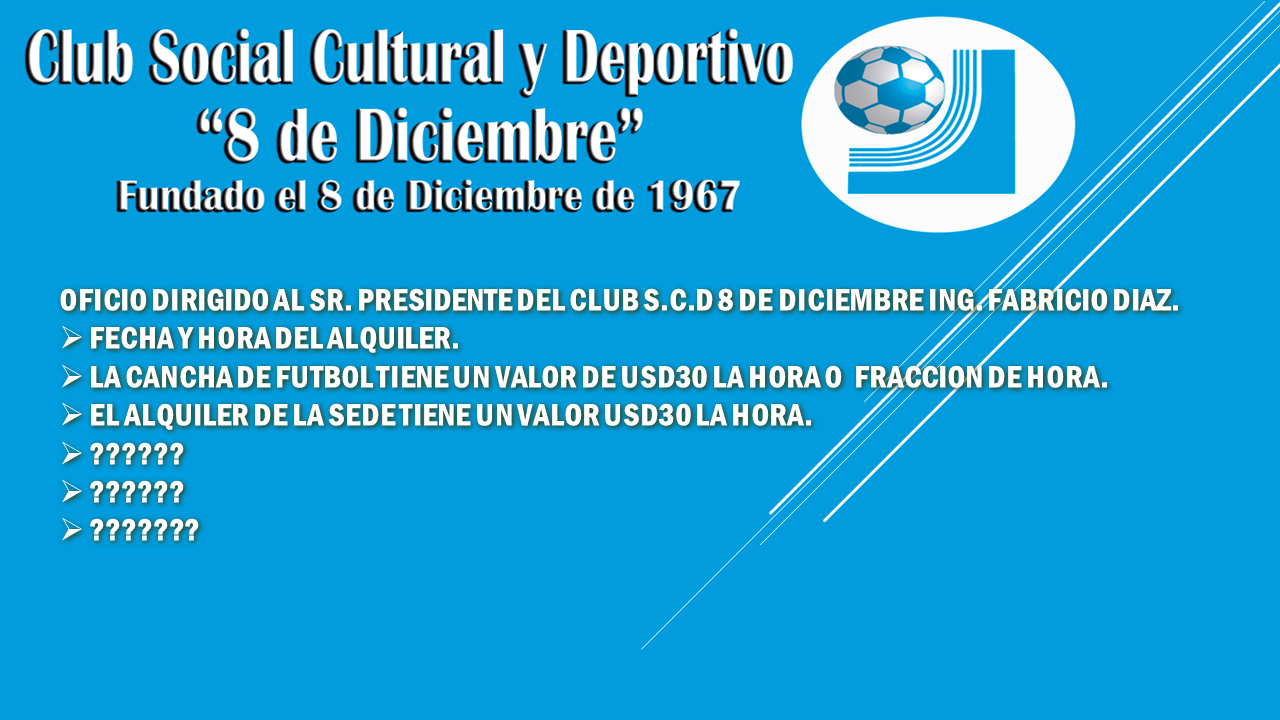 Club Social Cultural y Deportivo
“8 de Diciembre”
Fundado el 8 de Diciembre de 1967
OFICIO DIRIGIDO AL SR. PRESIDENTE DEL CLUB S.C.D 8 DE DICIEMBRE ING. FABRICIO DIAZ.
➢ FECHA Y HORA DEL ALQUILER.
➢ LA CANCHA DE FUTBOL TIENE UN VALOR DE USD30 LA HORA O FRACCION DE HORA.
➢ EL ALQUILER DE LA SEDE TIENE UN VALOR USD30 LA HORA.
➢ ??????
➢ ??????
➢ ???????